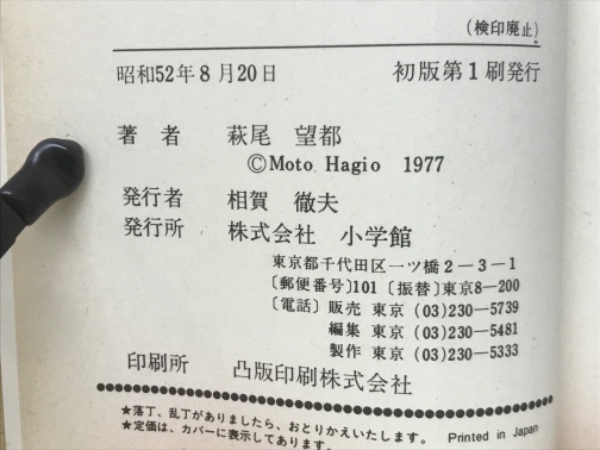 (検印廃止)
昭和52年8月20日 初版第1刷発行
著者 萩尾 望都
©Moto Hagio 1977
発行者 相賀 徹夫
発行所 株式会社 小学館
東京都千代田区一ツ橋2-3-1
〔郵便番号〕101〔振替〕東京8-200
〔電話〕販売 東京 (03)230-5739
編集 東京 (03)230-5481
製作 東京 (03)230-5333
印刷所 凸版印刷株式会社
★落丁、乱丁がありましたら、おとりかえいたします。 Printed in Japan
★定価は、カバーに表示してあります。